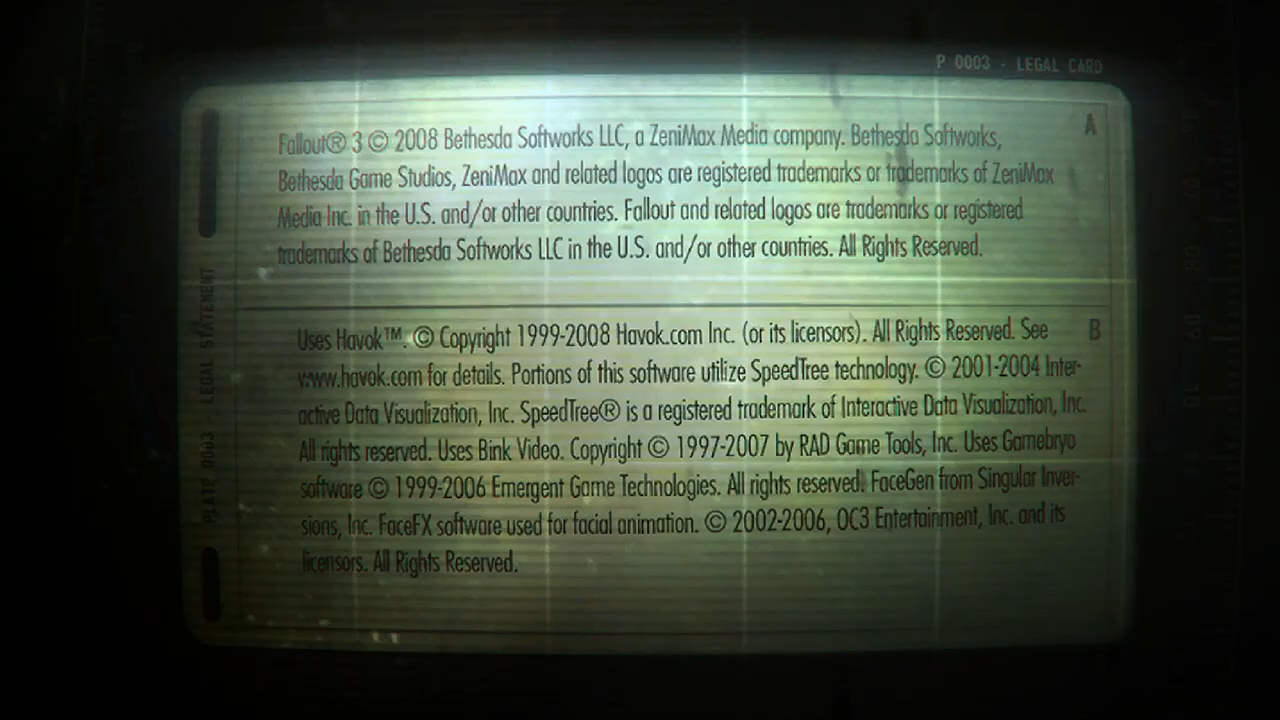 P 0003 - LEGAL CARD
A
Fallout® 3 © 2008 Bethesda Softworks LLC, a ZeniMax Media company. Bethesda Softworks,
Bethesda Game Studios, ZeniMax and related logos are registered trademarks or trademarks of ZeniMax
Media Inc. in the U.S. and/or other countries. Fallout and related logos are trademarks or registered
trademarks of Bethesda Softworks LLC in the U.S. and/or other countries. All Rights Reserved.
PLATE 0003 - LEGAL STATEMENT
B
Uses Havok™. © Copyright 1999-2008 Havok.com Inc. (or its licensors). All Rights Reserved. See
www.havok.com for details. Portions of this software utilize SpeedTree technology. © 2001-2004 Inter-
active Data Visualization, Inc. SpeedTree® is a registered trademark of Interactive Data Visualization, Inc.
All rights reserved. Uses Bink Video. Copyright © 1997-2007 by RAD Game Tools, Inc. Uses Gamebryo
software © 1999-2006 Emergent Game Technologies. All rights reserved. FaceGen from Singular Inver-
sions, Inc. FaceFX software used for facial animation. © 2002-2006, OC3 Entertainment, Inc. and its
licensors. All Rights Reserved.